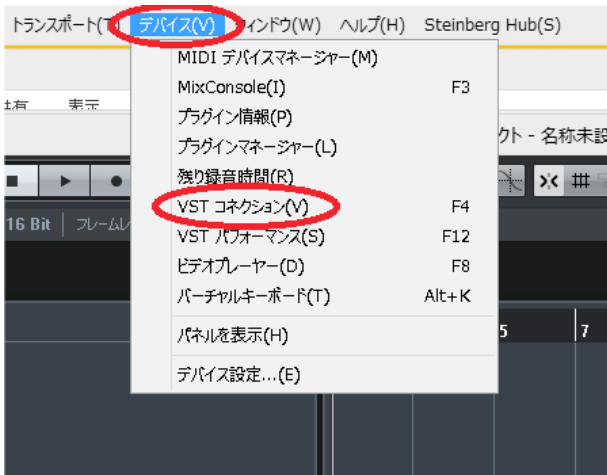 トランスポート(T) デバイス(V) ウィンドウ(W) ヘルプ(H) Steinberg Hub(S)
MIDI デバイスマネージャー(M)
MixConsole(I) F3
表示
プラグイン情報(P)
クト - 名称未設
プラグインマネージャー(L)
残り録音時間(R)
VST コネクション(V) F4
16 Bit フレームレ
VST パフォーマンス(S) F12
ビデオプレーヤー(D) F8
バーチャルキーボード(T) Alt+K
パネルを表示(H)
5 7
デバイス設定...(E)